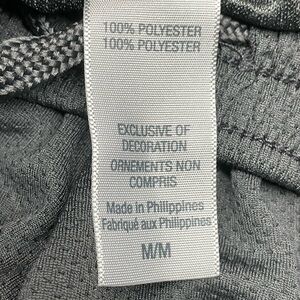 100% POLYESTER
100% POLYESTER
EXCLUSIVE OF
DECORATION
ORNEMENTS NON
COMPRIS
Made in Philippines
Fabriqué aux Philippines
M/M